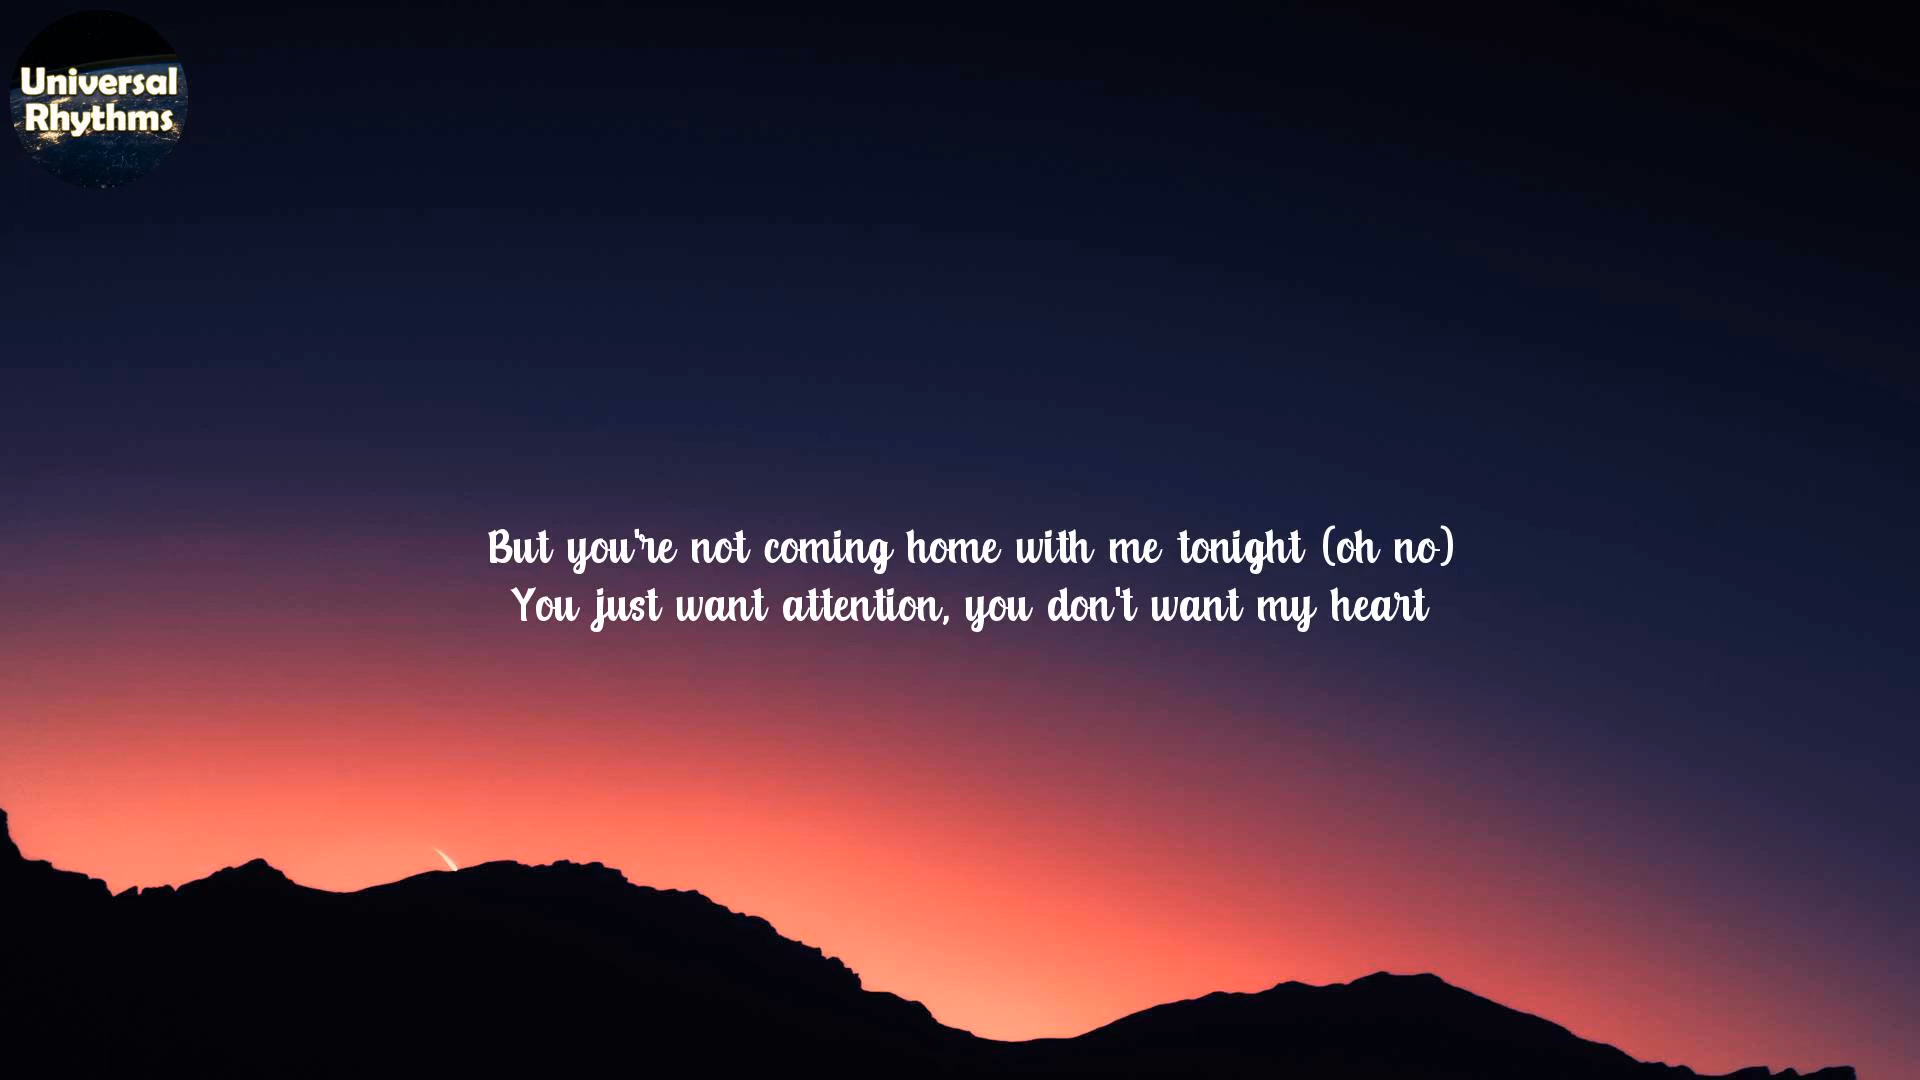 Universal
Rhythms
But you're not coming home with me tonight (oh no)
You just want attention, you don't want my heart